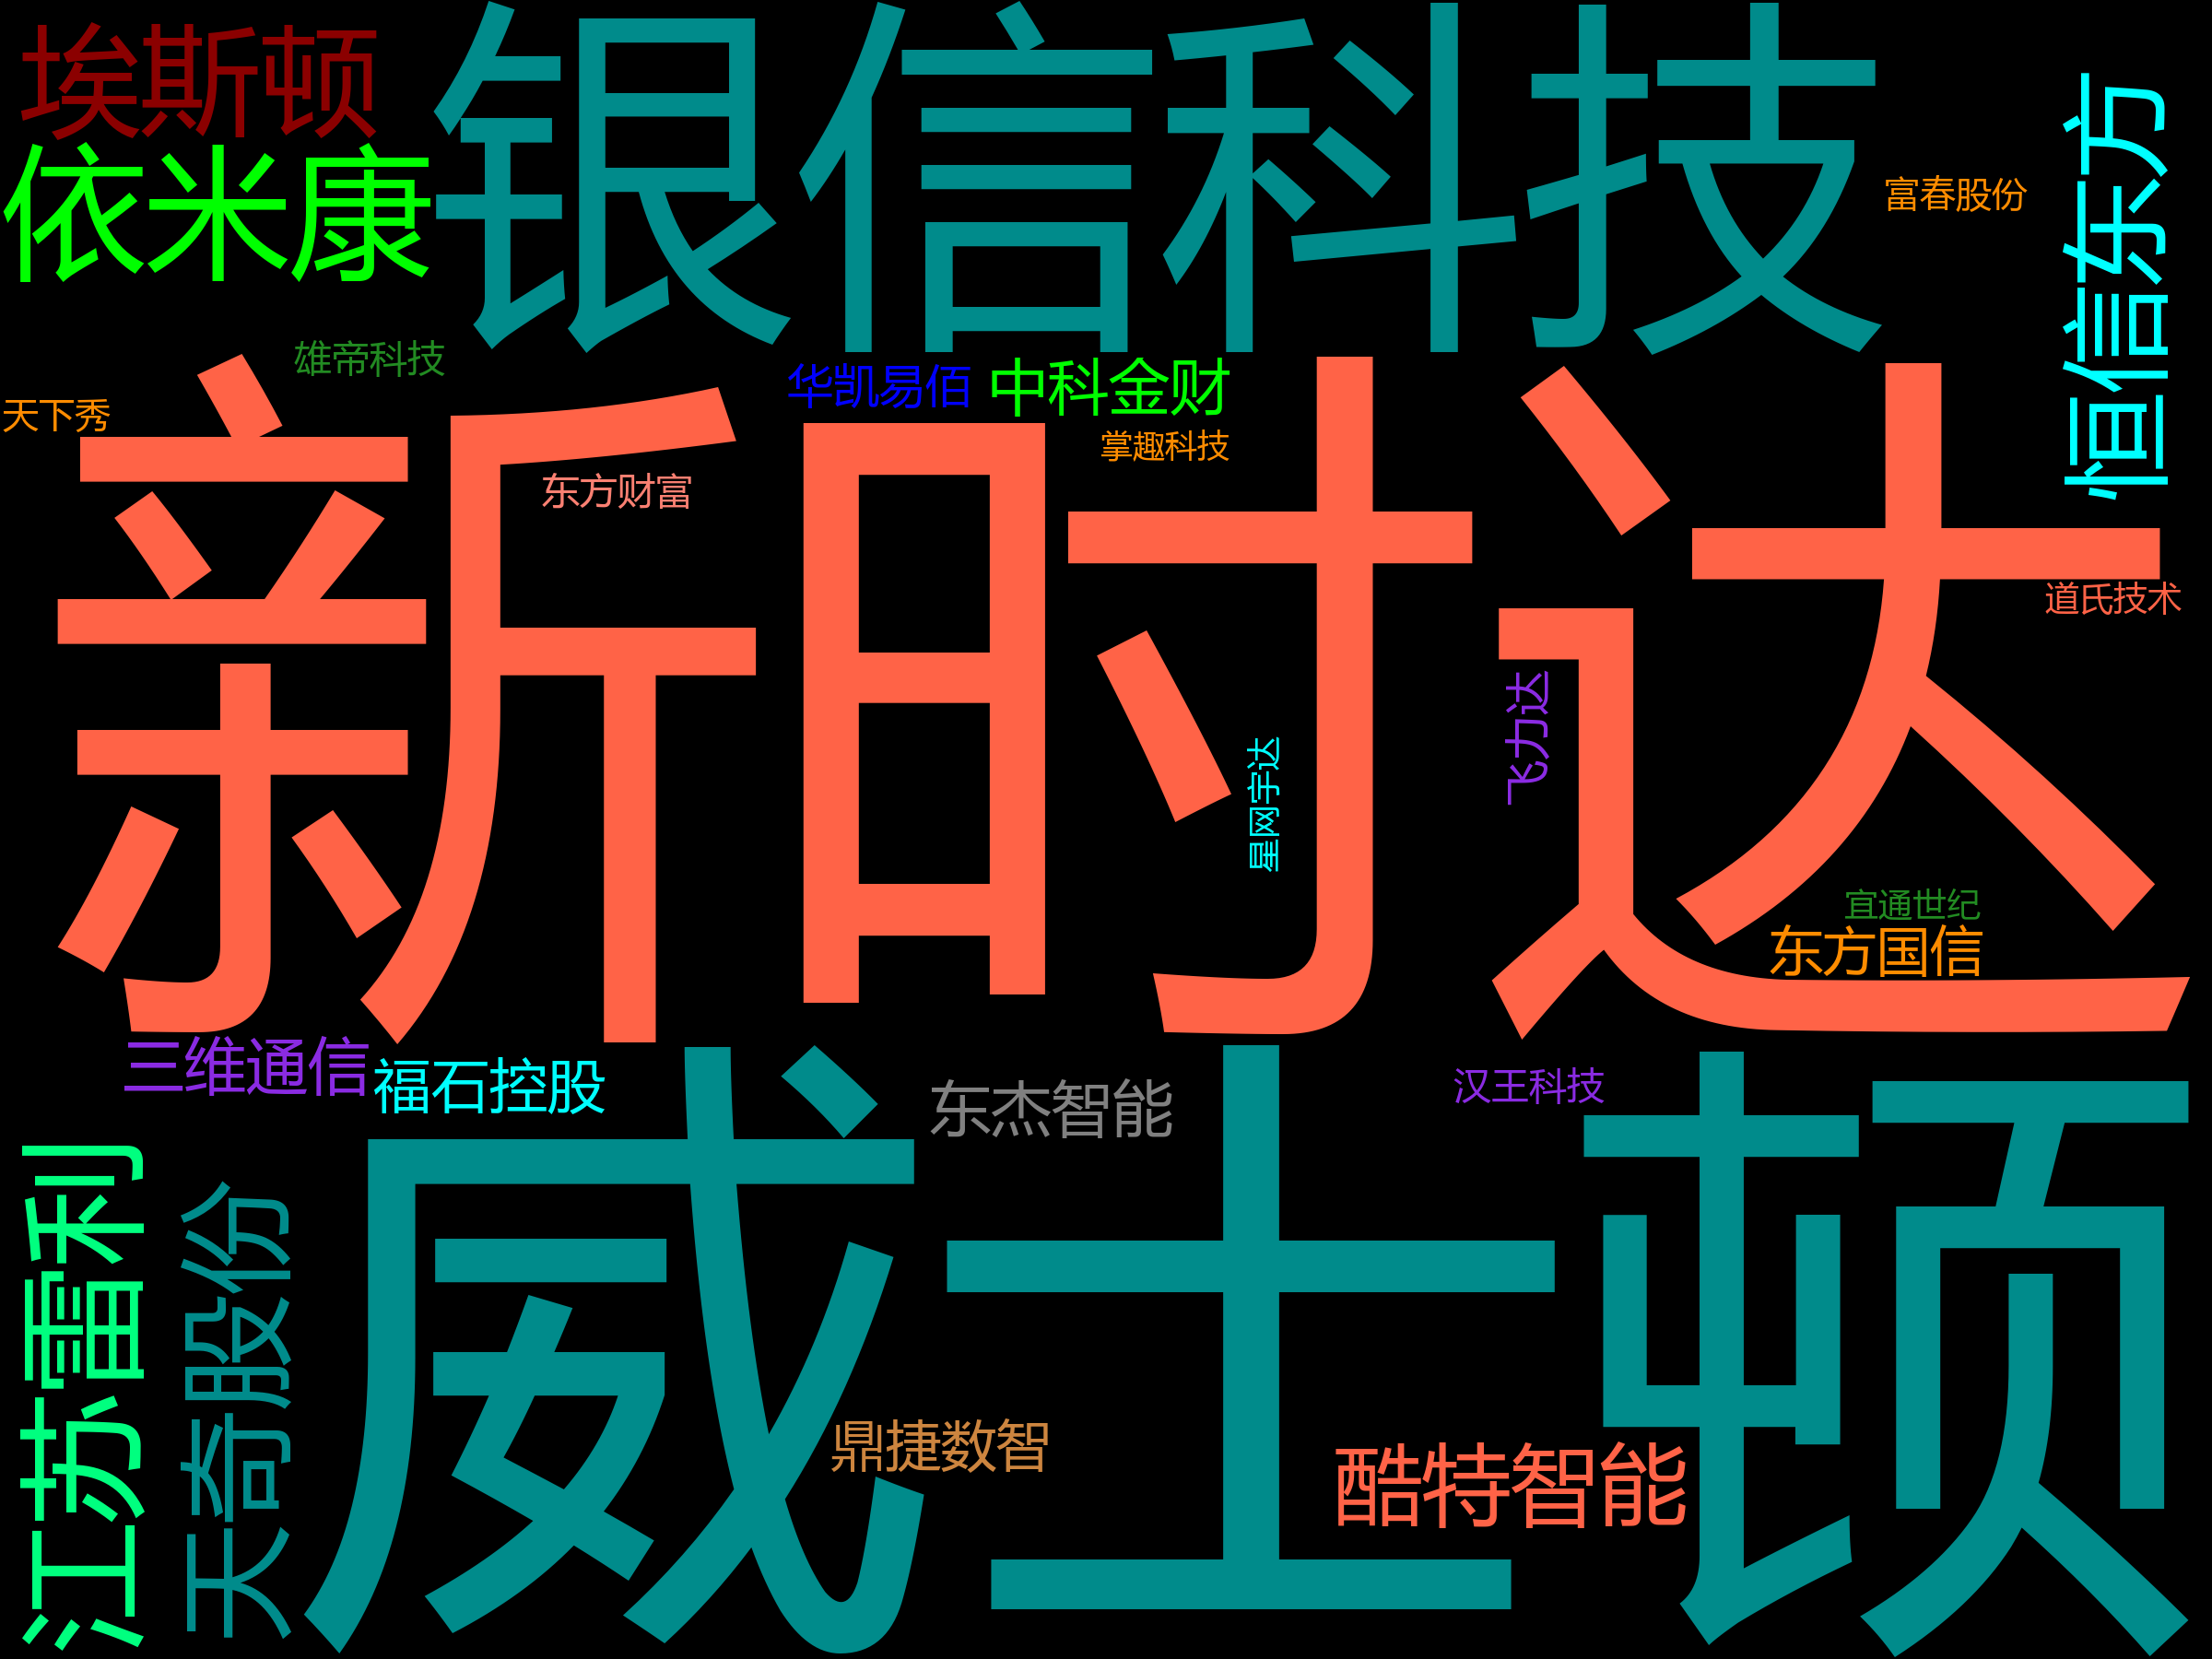 埃斯顿
银信科技
依米康
恒信东方
富春股份
维帝科技
华凯易佰
中科金财
天下秀
掌趣科技
东方财富
新时达
道氏技术
飞力达
星网宇达
宜通世纪
东方国信
三维通信
福石控股
东杰智能
汉王科技
江苏雷利
天奇股份
威士顿
鼎捷数智
酷特智能